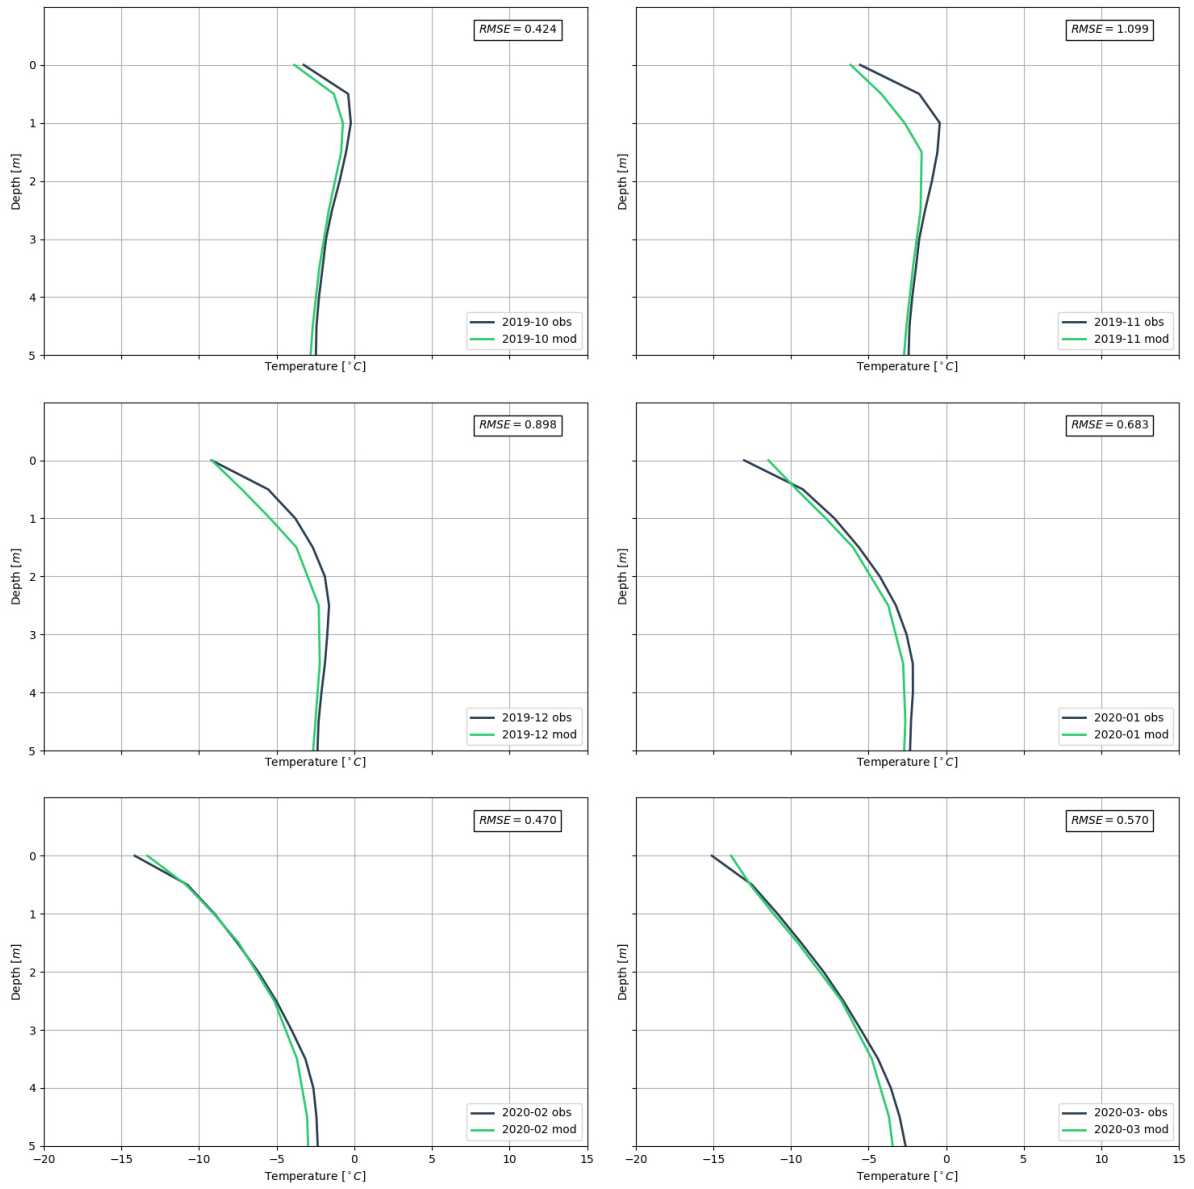 RMSE = 0.424
0
1
2
3
4
5
Depth [m]
2019-10 obs
2019-10 mod
Temperature [°C]
RMSE = 1.099
Depth [m]
2019-11 obs
2019-11 mod
Temperature [°C]
RMSE = 0.898
0
1
2
3
4
5
Depth [m]
2019-12 obs
2019-12 mod
Temperature [°C]
RMSE = 0.683
Depth [m]
2020-01 obs
2020-01 mod
Temperature [°C]
RMSE = 0.470
0
1
2
3
4
5
Depth [m]
2020-02 obs
2020-02 mod
−20 −15 −10 −5 0 5 10 15
Temperature [°C]
RMSE = 0.570
Depth [m]
2020-03- obs
2020-03 mod
−20 −15 −10 −5 0 5 10 15
Temperature [°C]